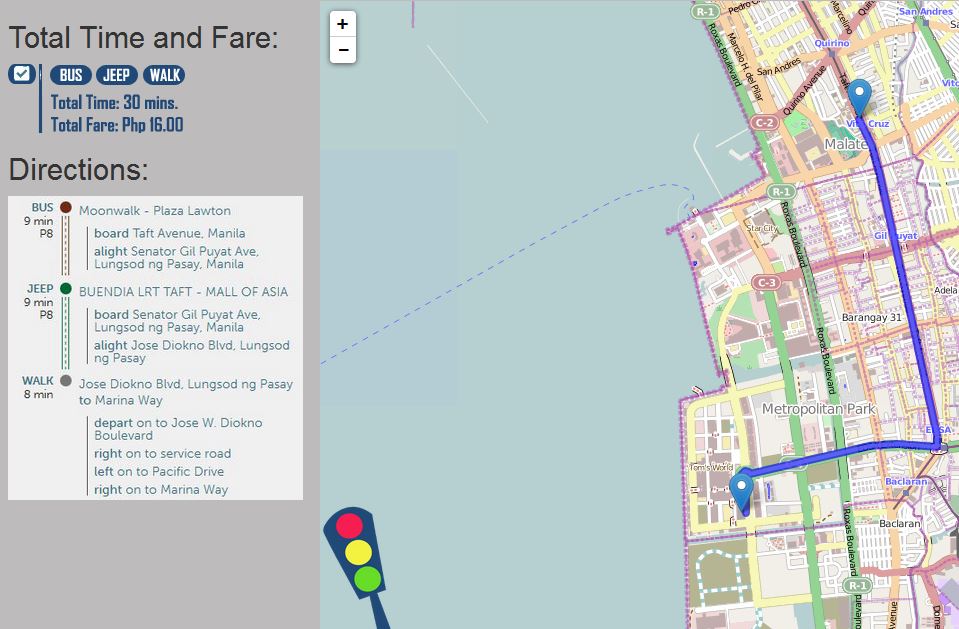 Total Time and Fare:
BUS JEEP WALK
Total Time: 30 mins.
Total Fare: Php 16.00
Directions:
BUS
9 min
P8
Moonwalk - Plaza Lawton
board Taft Avenue, Manila
alight Senator Gil Puyat Ave,
Lungsod ng Pasay, Manila
JEEP
9 min
P8
BUENDIA LRT TAFT - MALL OF ASIA
board Senator Gil Puyat Ave,
Lungsod ng Pasay, Manila
alight Jose Diokno Blvd, Lungsod
ng Pasay
WALK
8 min
Jose Diokno Blvd, Lungsod ng Pasay
to Marina Way
depart on to Jose W. Diokno
Boulevard
right on to service road
left on to Pacific Drive
right on to Marina Way
+
−
R-1
Pedro
San Andres
Marcelino
Roxas Boulevard
Marcelo H. del Pilar
Quirino
San Andres
Quirino Avenue
Taft
C-2
Cruz
Malate
R-1
Roxas Boulevard
Star City
Gil Puyat
C-3
Adela
Barangay 31
Roxas Boulevard
Metropolitan Park
EDSA
Tom's World
Baclaran
Roxas Boulevard
Baclaran
R-1